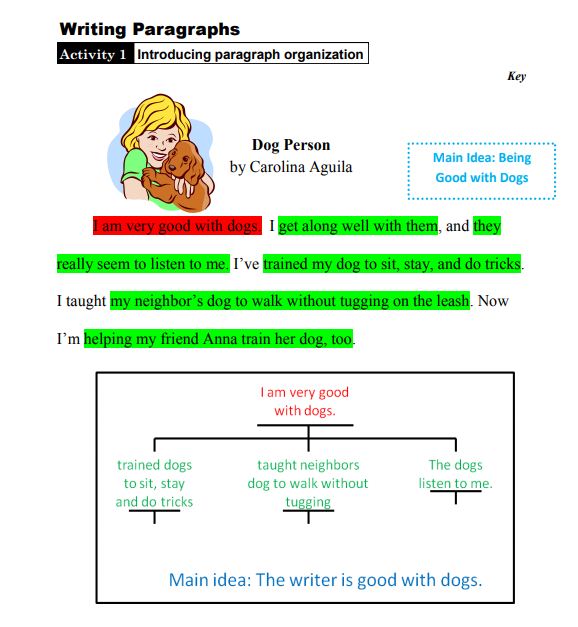 Writing Paragraphs
Activity 1 Introducing paragraph organization
Key
Dog Person
by Carolina Aguila
Main Idea: Being
Good with Dogs
I am very good with dogs. I get along well with them, and they
really seem to listen to me. I’ve trained my dog to sit, stay, and do tricks.
I taught my neighbor’s dog to walk without tugging on the leash. Now
I’m helping my friend Anna train her dog, too.
I am very good
with dogs.
trained dogs
to sit, stay
and do tricks
taught neighbors
dog to walk without
tugging
The dogs
listen to me.
Main idea: The writer is good with dogs.